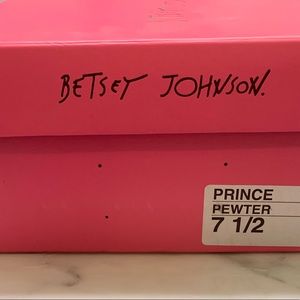 BETSEY JOHNSON.
PRINCE
PEWTER
7 1/2